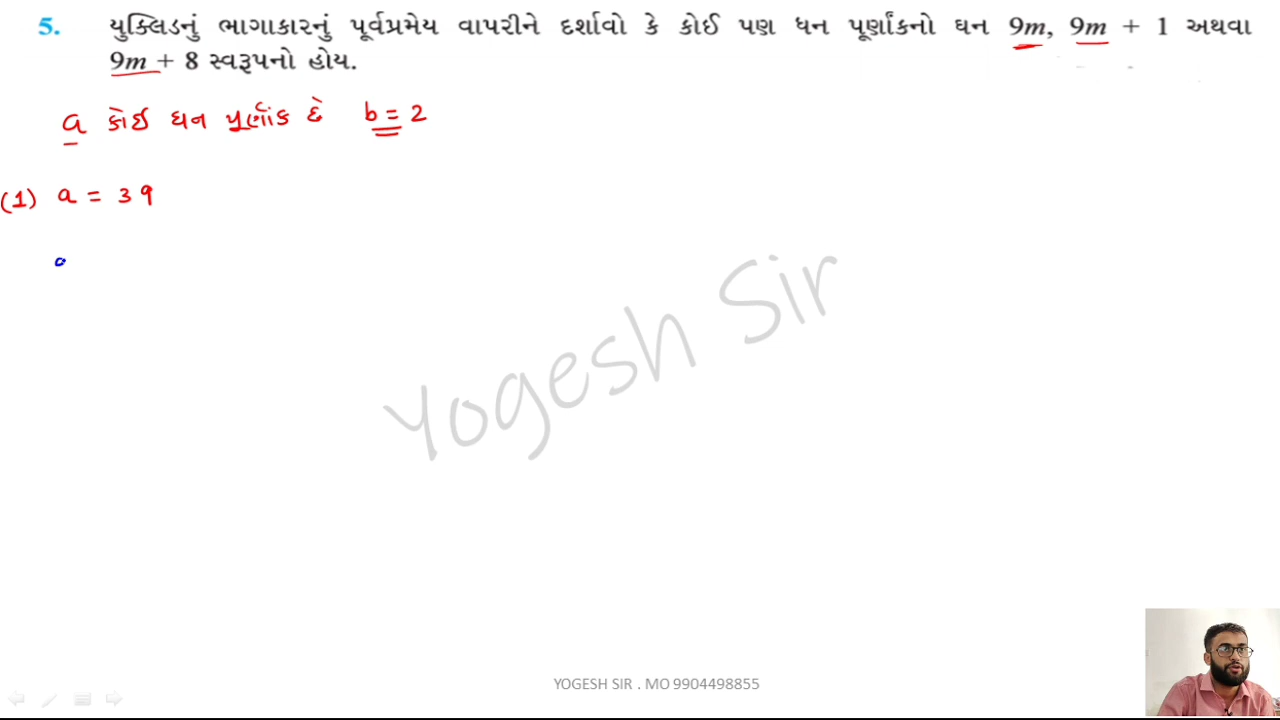 5. યુક્લિડનું ભાગાકારનું પૂર્વપ્રમેય વાપરીને દર્શાવો કે કોઈ પણ ધન પૂર્ણાંકનો ઘન 9m, 9m + 1 અથવા
9m + 8 સ્વરૂપનો હોય.
a કોઈ ધન પૂર્ણાંક છે b = 2
(1) a = 39
Yogesh Sir
YOGESH SIR . MO 9904498855